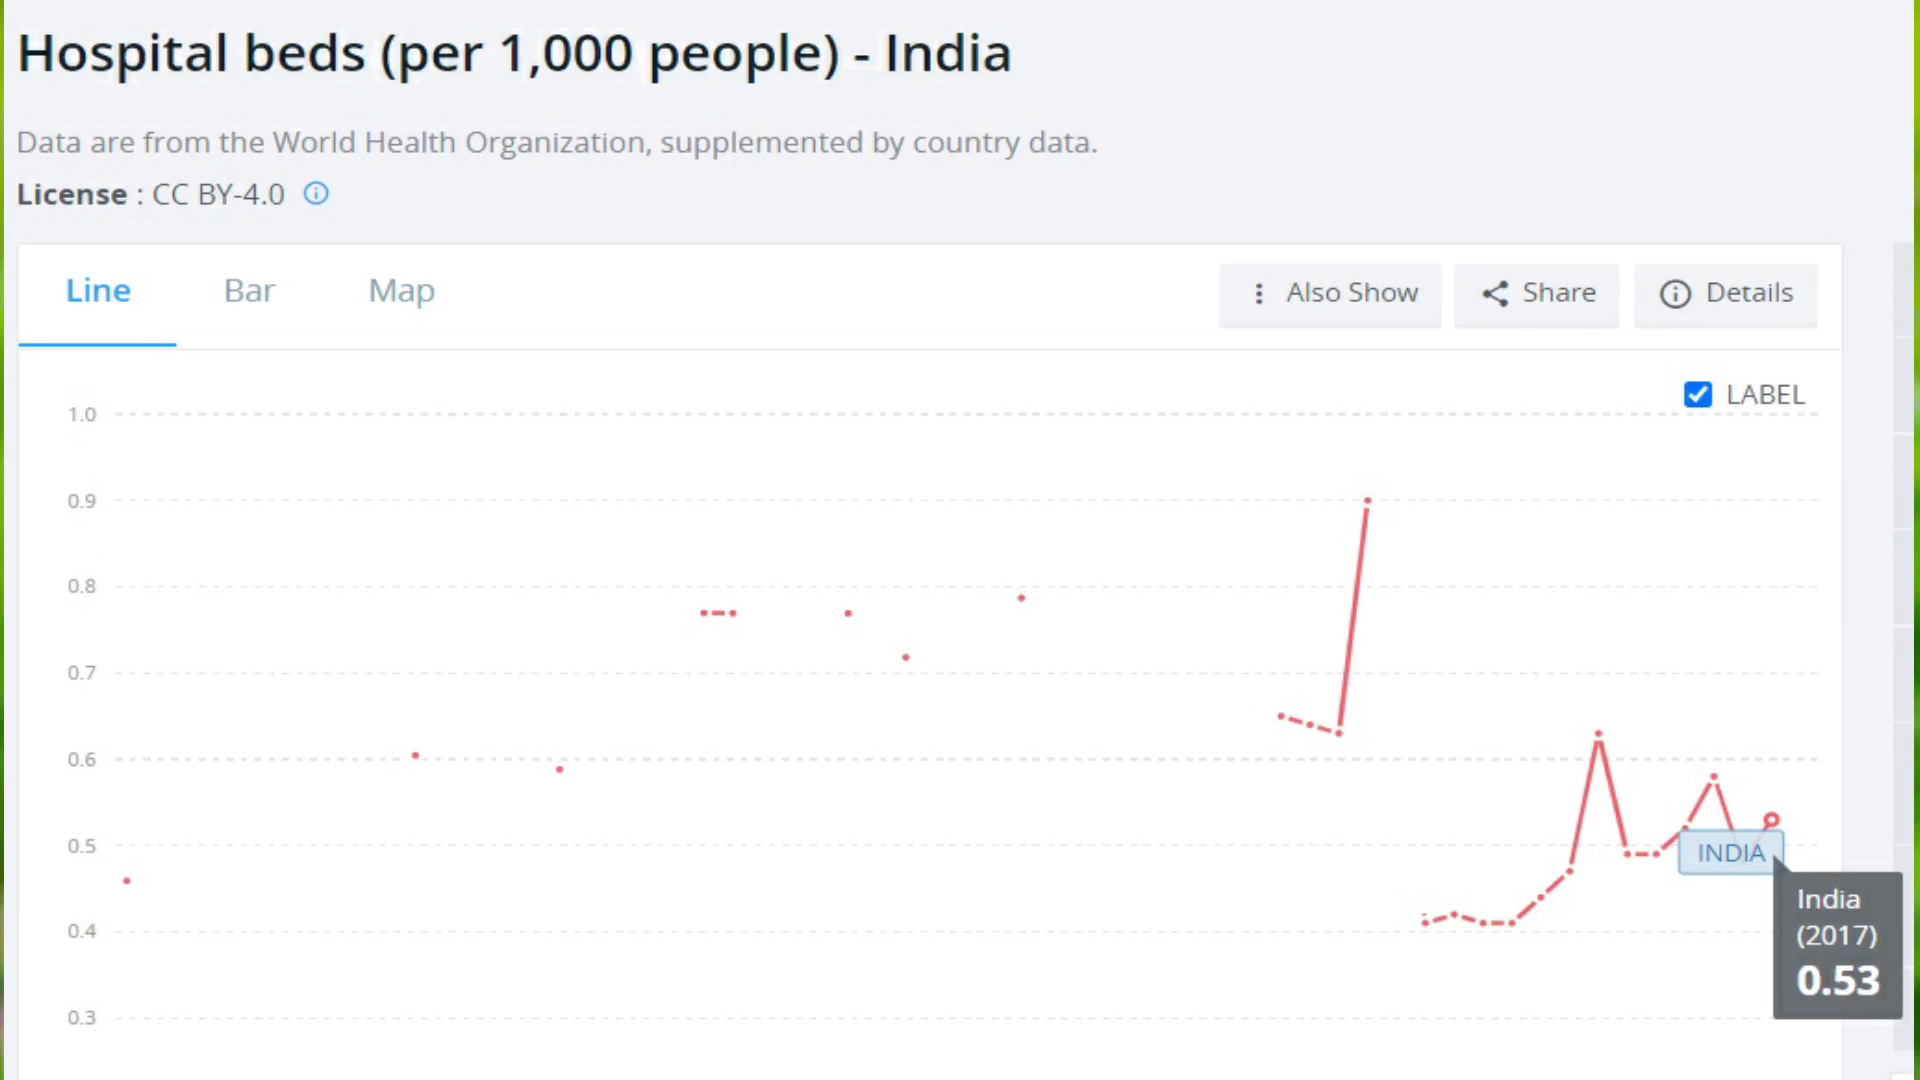 Hospital beds (per 1,000 people) - India
Data are from the World Health Organization, supplemented by country data.
License : CC BY-4.0
Line Bar Map Also Show Share Details
LABEL
1.0
0.9
0.8
0.7
0.6
0.5
0.4
0.3
INDIA
India
(2017)
0.53